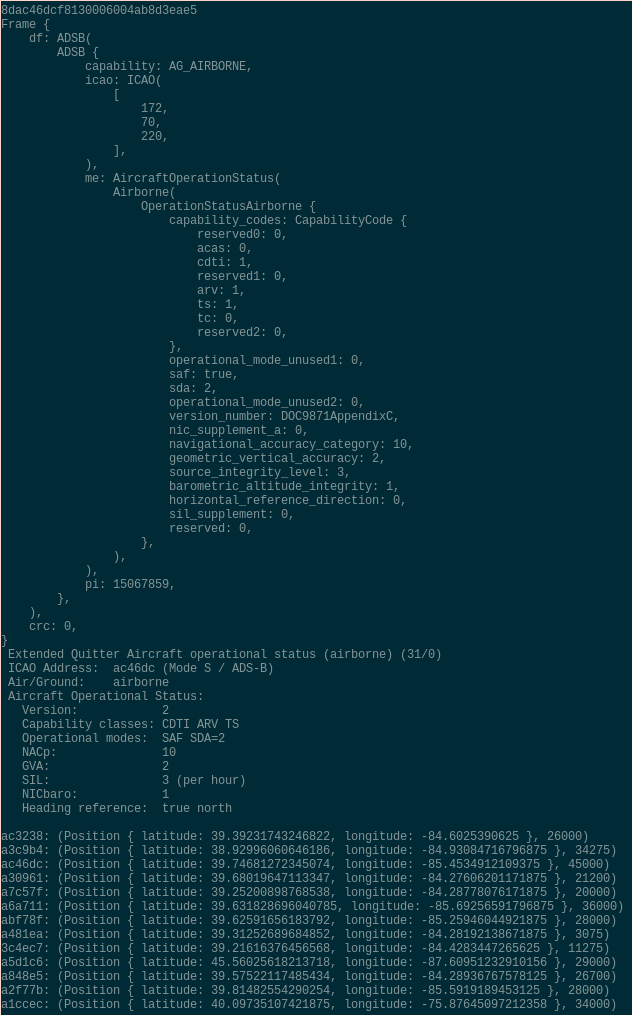 8dac46dcf8130006004ab8d3eae5
Frame {
    df: ADSB(
        ADSB {
            capability: AG_AIRBORNE,
            icao: ICAO(
                [
                    172,
                    70,
                    220,
                ],
            ),
            me: AircraftOperationStatus(
                Airborne(
                    OperationStatusAirborne {
                        capability_codes: CapabilityCode {
                            reserved0: 0,
                            acas: 0,
                            cdti: 1,
                            reserved1: 0,
                            arv: 1,
                            ts: 1,
                            tc: 0,
                            reserved2: 0,
                        },
                        operational_mode_unused1: 0,
                        saf: true,
                        sda: 2,
                        operational_mode_unused2: 0,
                        version_number: DOC9871AppendixC,
                        nic_supplement_a: 0,
                        navigational_accuracy_category: 10,
                        geometric_vertical_accuracy: 2,
                        source_integrity_level: 3,
                        barometric_altitude_integrity: 1,
                        horizontal_reference_direction: 0,
                        sil_supplement: 0,
                        reserved: 0,
                    },
                ),
            ),
            pi: 15067859,
        },
    ),
    crc: 0,
}
 Extended Quitter Aircraft operational status (airborne) (31/0)
 ICAO Address:  ac46dc (Mode S / ADS-B)
 Air/Ground:    airborne
 Aircraft Operational Status:
   Version:            2
   Capability classes: CDTI ARV TS
   Operational modes:  SAF SDA=2
   NACp:               10
   GVA:                2
   SIL:                3 (per hour)
   NICbaro:            1
   Heading reference:  true north

ac3238: (Position { latitude: 39.39231743246822, longitude: -84.6025390625 }, 26000)
a3c9b4: (Position { latitude: 38.92996060646186, longitude: -84.93084716796875 }, 34275)
ac46dc: (Position { latitude: 39.74681272345074, longitude: -85.4534912109375 }, 45000)
a30961: (Position { latitude: 39.68019647113347, longitude: -84.27606201171875 }, 21200)
a7c57f: (Position { latitude: 39.25200898768538, longitude: -84.28778076171875 }, 20000)
a6a711: (Position { latitude: 39.631828696040785, longitude: -85.69256591796875 }, 36000)
abf78f: (Position { latitude: 39.62591656183792, longitude: -85.25946044921875 }, 28000)
a481ea: (Position { latitude: 39.31252689684852, longitude: -84.28192138671875 }, 3075)
3c4ec7: (Position { latitude: 39.21616376456568, longitude: -84.4283447265625 }, 11275)
a5d1c6: (Position { latitude: 45.56025618213718, longitude: -87.60951232910156 }, 29000)
a848e5: (Position { latitude: 39.57522117485434, longitude: -84.28936767578125 }, 26700)
a2f77b: (Position { latitude: 39.81482554290254, longitude: -85.5919189453125 }, 28000)
a1ccec: (Position { latitude: 40.09735107421875, longitude: -75.87645097212358 }, 34000)